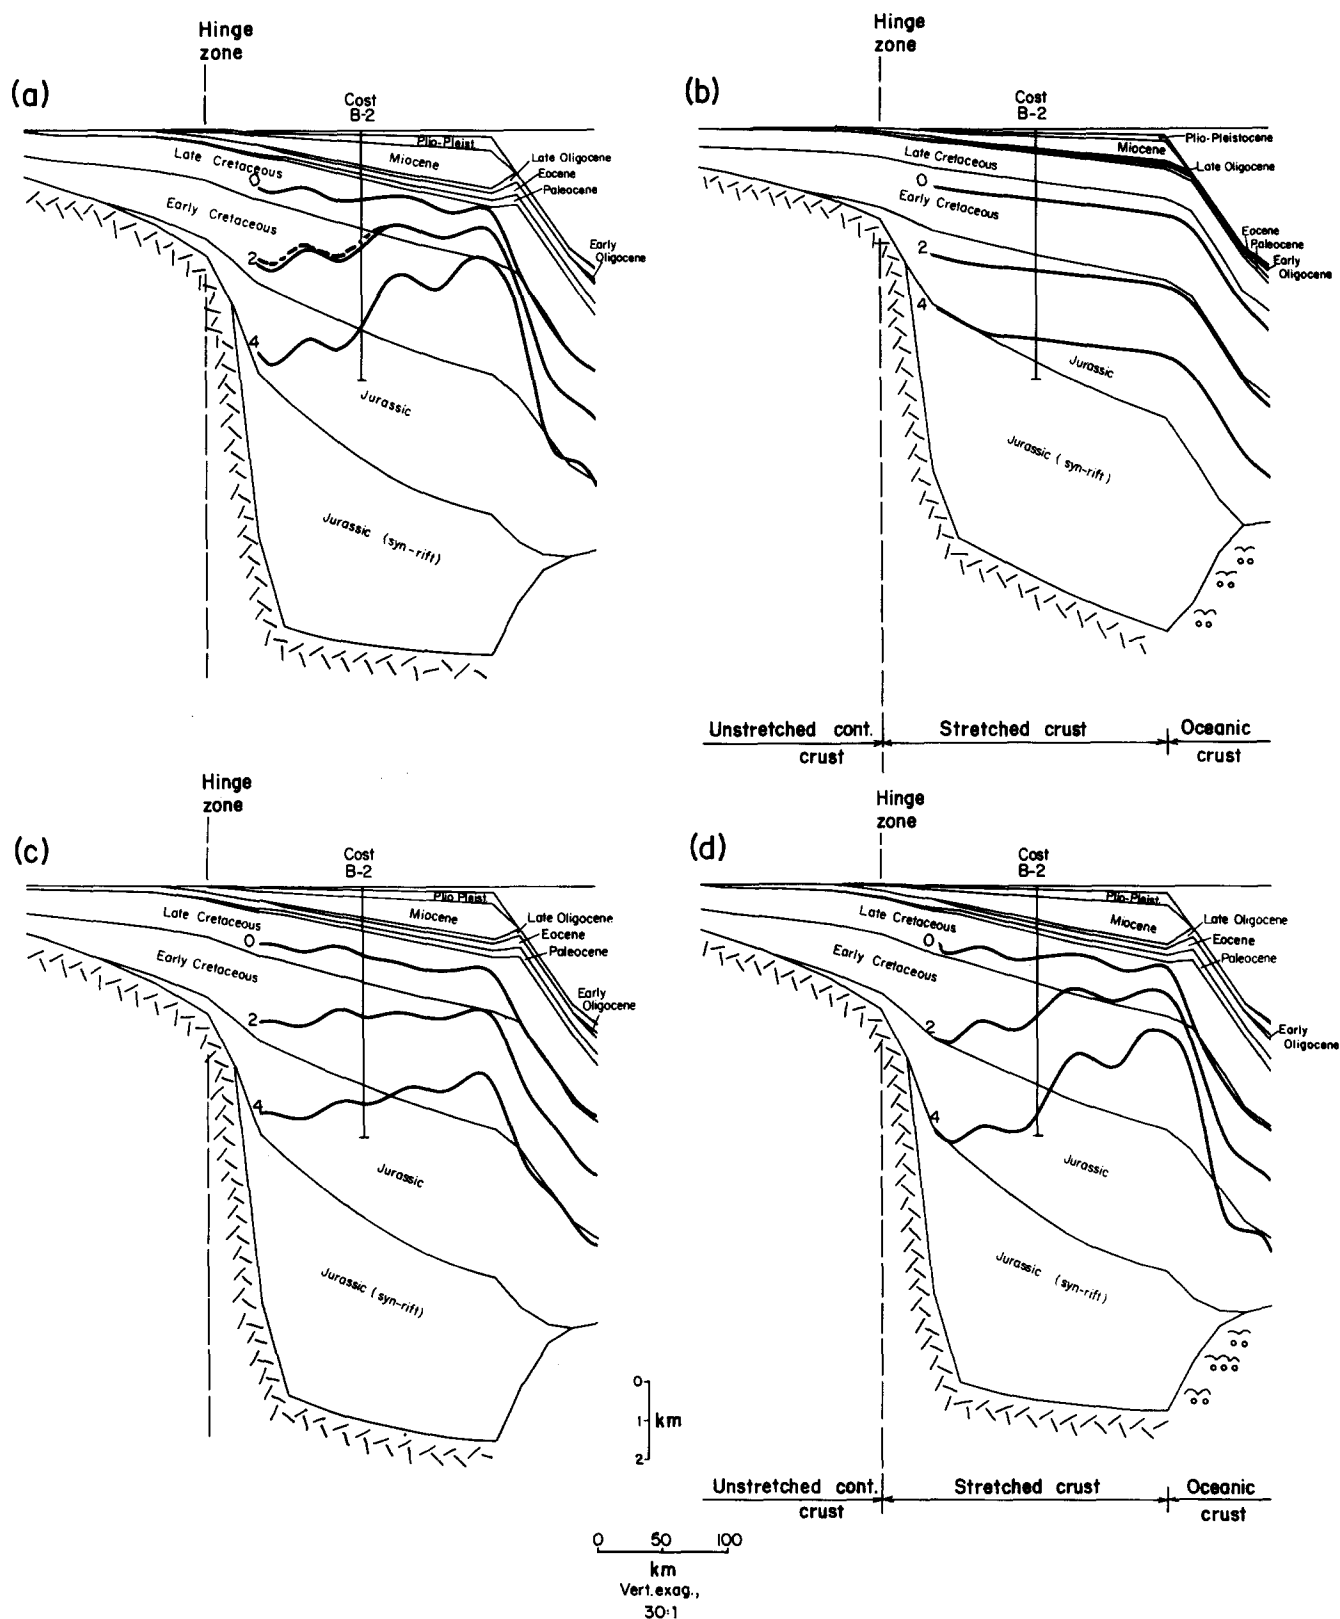 (a)
Hinge
zone
Cost
B-2
Plio-Pleist.
Miocene
Late Oligocene
Eocene
Paleocene
Late Cretaceous
Early Cretaceous
Early
Oligocene
0
2
4
Jurassic
Jurassic (syn-rift)
(b)
Hinge
zone
Cost
B-2
Plio-Pleistocene
Miocene
Late Oligocene
Late Cretaceous
Early Cretaceous
Eocene
Paleocene
Early
Oligocene
0
2
4
Jurassic
Jurassic (syn-rift)
Unstretched cont.
crust
Stretched crust
Oceanic
crust
(c)
Hinge
zone
Cost
B-2
Plio Pleist.
Miocene
Late Oligocene
Eocene
Paleocene
Late Cretaceous
Early Cretaceous
Early
Oligocene
0
2
4
Jurassic
Jurassic (syn-rift)
(d)
Hinge
zone
Cost
B-2
Plio-Pleist.
Miocene
Late Oligocene
Eocene
Paleocene
Late Cretaceous
Early Cretaceous
Early
Oligocene
0
2
4
Jurassic
Jurassic (syn-rift)
Unstretched cont.
crust
Stretched crust
Oceanic
crust
0
1
2
km
0 50 100
km
Vert. exag.,
30:1